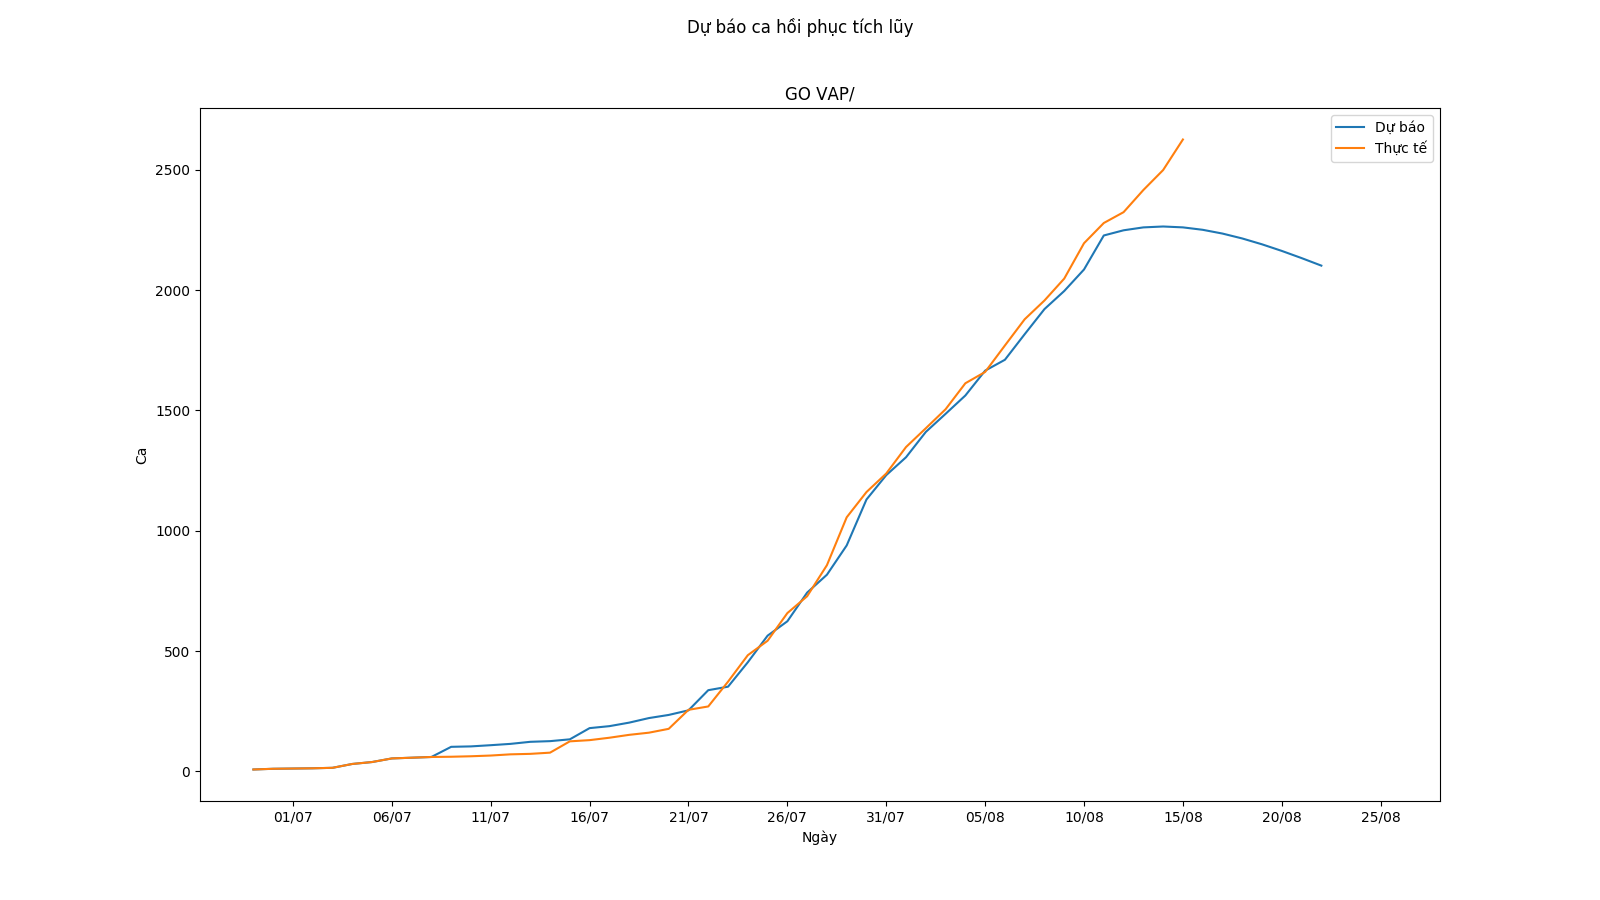 Dự báo ca hồi phục tích lũy
GO VAP/
Dự báo
Thực tế
2500
2000
1500
1000
500
0
Ca
01/07 06/07 11/07 16/07 21/07 26/07 31/07 05/08 10/08 15/08 20/08 25/08
Ngày